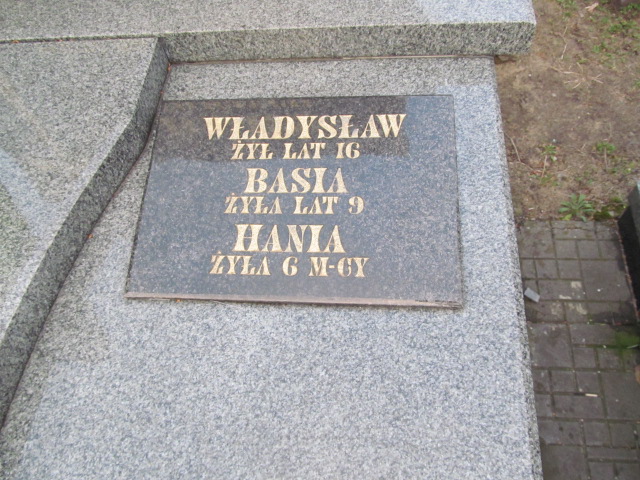 WŁADYSŁAW
ŻYŁ LAT 16
BASIA
ŻYŁA LAT 9
HANIA
ŻYŁA 6 M-CY